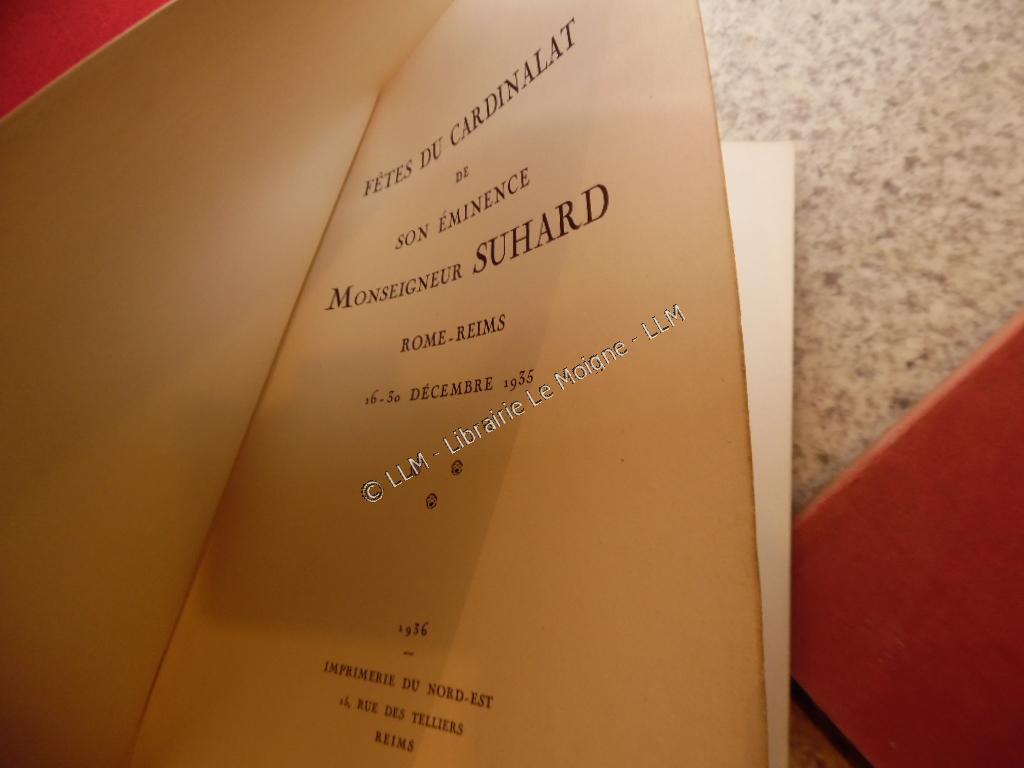 FÊTES DU CARDINALAT
DE
SON ÉMINENCE
MONSEIGNEUR SUHARD
ROME-REIMS
16-30 DÉCEMBRE 1935
© LLM - Librairie Le Moigne - LLM
1936
IMPRIMERIE DU NORD-EST
15, RUE DES TELLIERS
REIMS